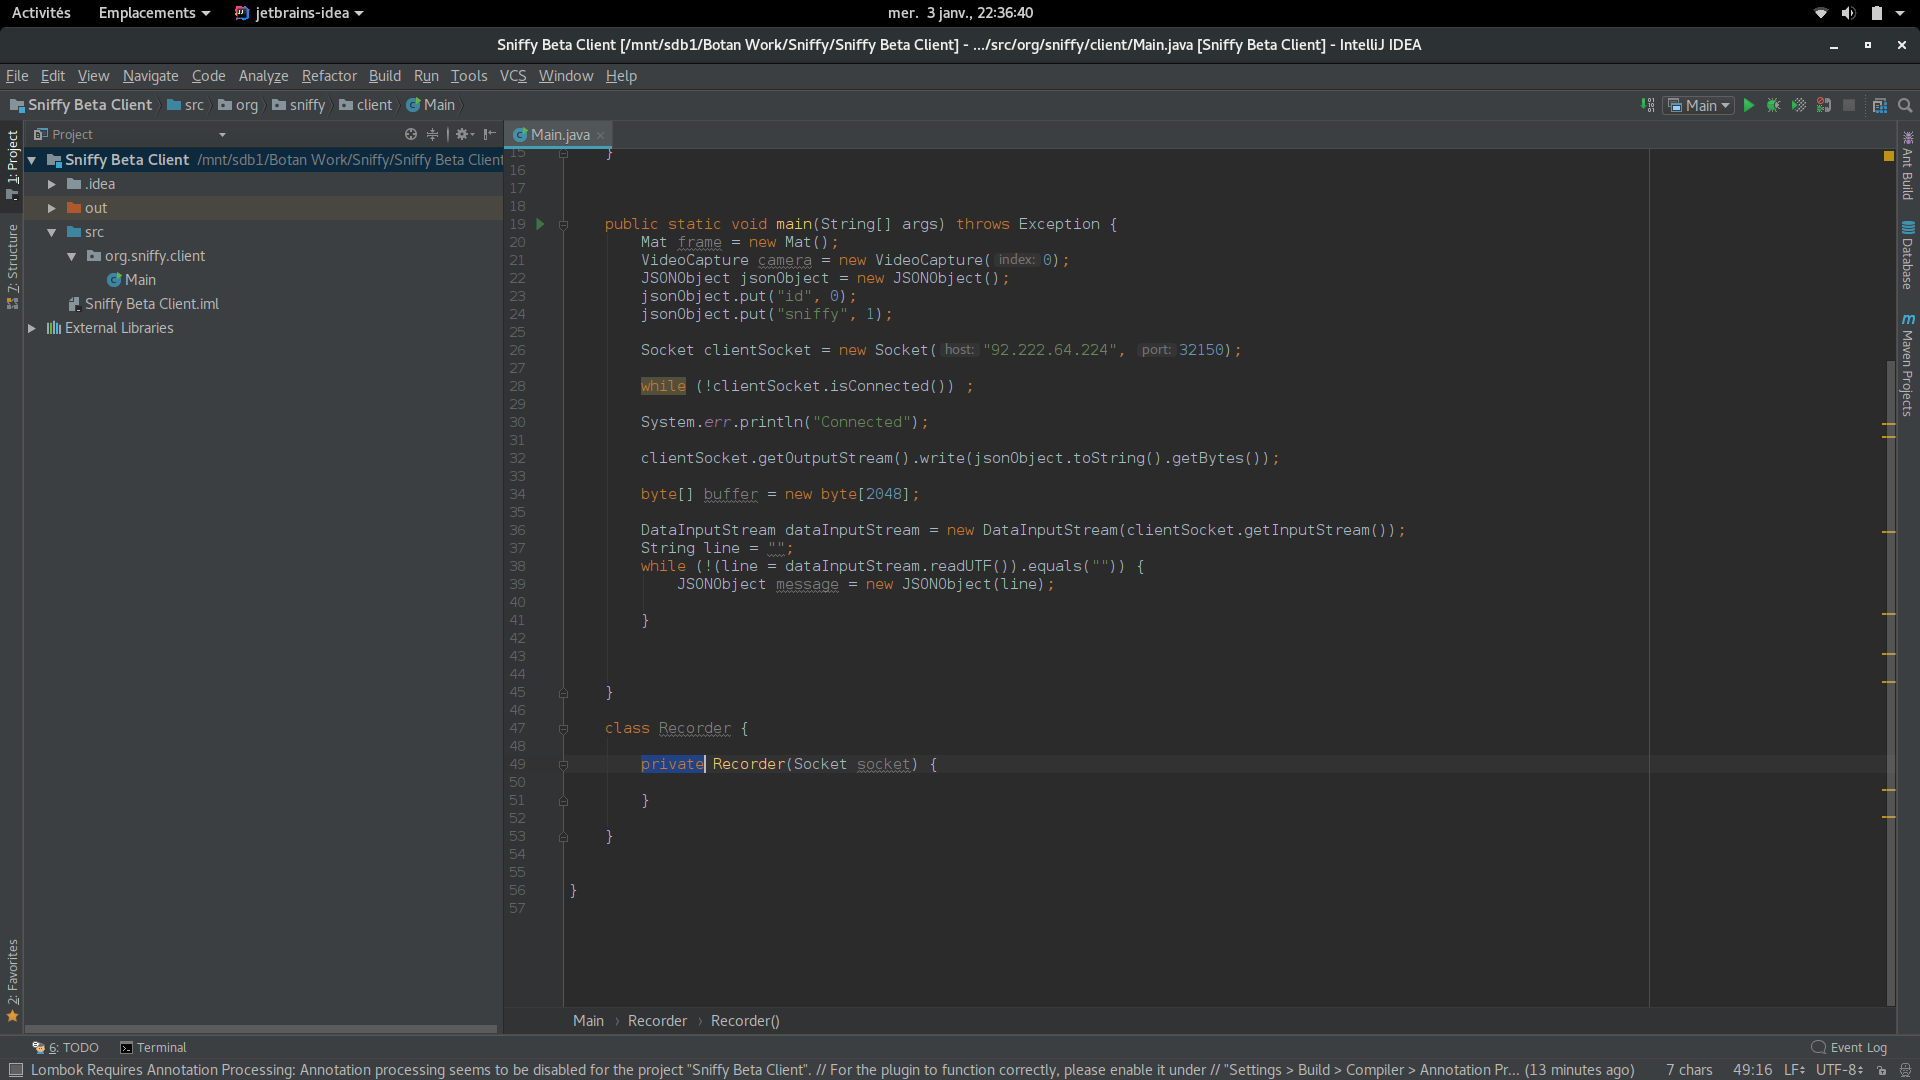 Activités Emplacements jetbrains-idea mer. 3 janv., 22:36:40
Sniffy Beta Client [/mnt/sdb1/Botan Work/Sniffy/Sniffy Beta Client] - .../src/org/sniffy/client/Main.java [Sniffy Beta Client] - IntelliJ IDEA
File Edit View Navigate Code Analyze Refactor Build Run Tools VCS Window Help
Sniffy Beta Client src org sniffy client Main Main
1: Project
7: Structure
2: Favorites
Project
Sniffy Beta Client /mnt/sdb1/Botan Work/Sniffy/Sniffy Beta Client
.idea
out
src
org.sniffy.client
Main
Sniffy Beta Client.iml
External Libraries
Main.java
15 }
16
17
18
19 public static void main(String[] args) throws Exception {
20 Mat frame = new Mat();
21 VideoCapture camera = new VideoCapture( index: 0);
22 JSONObject jsonObject = new JSONObject();
23 jsonObject.put("id", 0);
24 jsonObject.put("sniffy", 1);
25
26 Socket clientSocket = new Socket( host: "92.222.64.224", port: 32150);
27
28 while (!clientSocket.isConnected()) ;
29
30 System.err.println("Connected");
31
32 clientSocket.getOutputStream().write(jsonObject.toString().getBytes());
33
34 byte[] buffer = new byte[2048];
35
36 DataInputStream dataInputStream = new DataInputStream(clientSocket.getInputStream());
37 String line = "";
38 while (!(line = dataInputStream.readUTF()).equals("")) {
39 JSONObject message = new JSONObject(line);
40
41 }
42
43
44
45 }
46
47 class Recorder {
48
49 private Recorder(Socket socket) {
50
51 }
52
53 }
54
55
56 }
57
Main › Recorder › Recorder()
Ant Build
Database
Maven Projects
6: TODO Terminal Event Log
Lombok Requires Annotation Processing: Annotation processing seems to be disabled for the project "Sniffy Beta Client". // For the plugin to function correctly, please enable it under // "Settings > Build > Compiler > Annotation Pr... (13 minutes ago) 7 chars 49:16 LF UTF-8